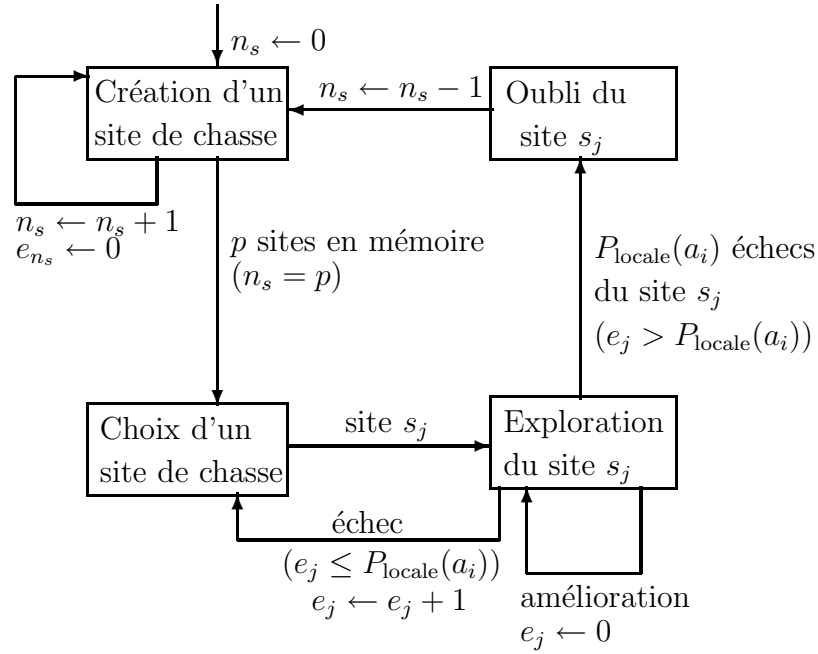 n_s ← 0
Création d'un
site de chasse
n_s ← n_s − 1
Oubli du
site s_j
n_s ← n_s + 1
e_{n_s} ← 0
p sites en mémoire
(n_s = p)
P_locale(a_i) échecs
du site s_j
(e_j > P_locale(a_i))
Choix d'un
site de chasse
site s_j
Exploration
du site s_j
échec
(e_j ≤ P_locale(a_i))
e_j ← e_j + 1
amélioration
e_j ← 0